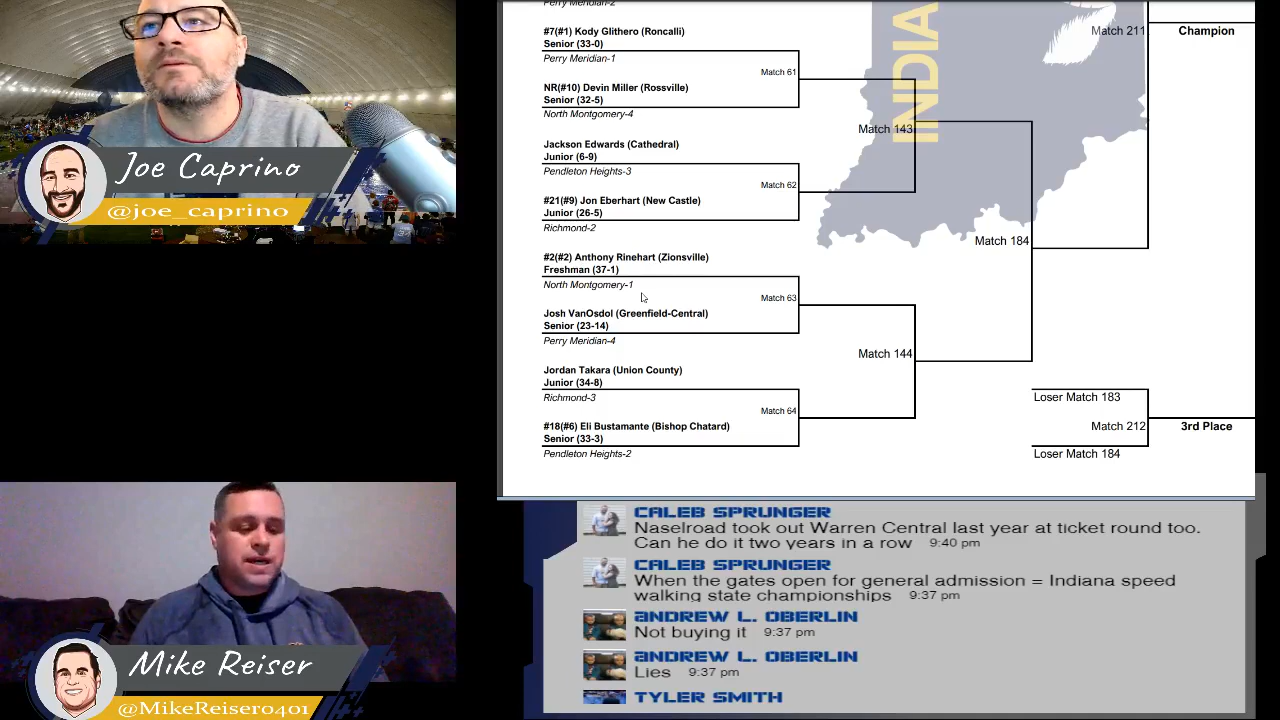 Perry Meridian-2
#7(#1) Kody Glithero (Roncalli)
Senior (33-0)
Perry Meridian-1
Match 61
NR(#10) Devin Miller (Rossville)
Senior (32-5)
North Montgomery-4
Match 143
Jackson Edwards (Cathedral)
Junior (6-9)
Pendleton Heights-3
Match 62
#21(#9) Jon Eberhart (New Castle)
Junior (26-5)
Richmond-2
Match 184
#2(#2) Anthony Rinehart (Zionsville)
Freshman (37-1)
North Montgomery-1
Match 63
Josh VanOsdol (Greenfield-Central)
Senior (23-14)
Perry Meridian-4
Match 144
Jordan Takara (Union County)
Junior (34-8)
Richmond-3
Match 64
#18(#6) Eli Bustamante (Bishop Chatard)
Senior (33-3)
Pendleton Heights-2
Match 211
Champion
Loser Match 183
Match 212
3rd Place
Loser Match 184
INDIA
Joe Caprino
@joe_caprino
Mike Reiser
@MikeReiser0401
CALEB SPRUNGER
Naselroad took out Warren Central last year at ticket round too.
Can he do it two years in a row 9:40 pm
CALEB SPRUNGER
When the gates open for general admission = Indiana speed
walking state championships 9:37 pm
ANDREW L. OBERLIN
Not buying it 9:37 pm
ANDREW L. OBERLIN
Lies 9:37 pm
TYLER SMITH